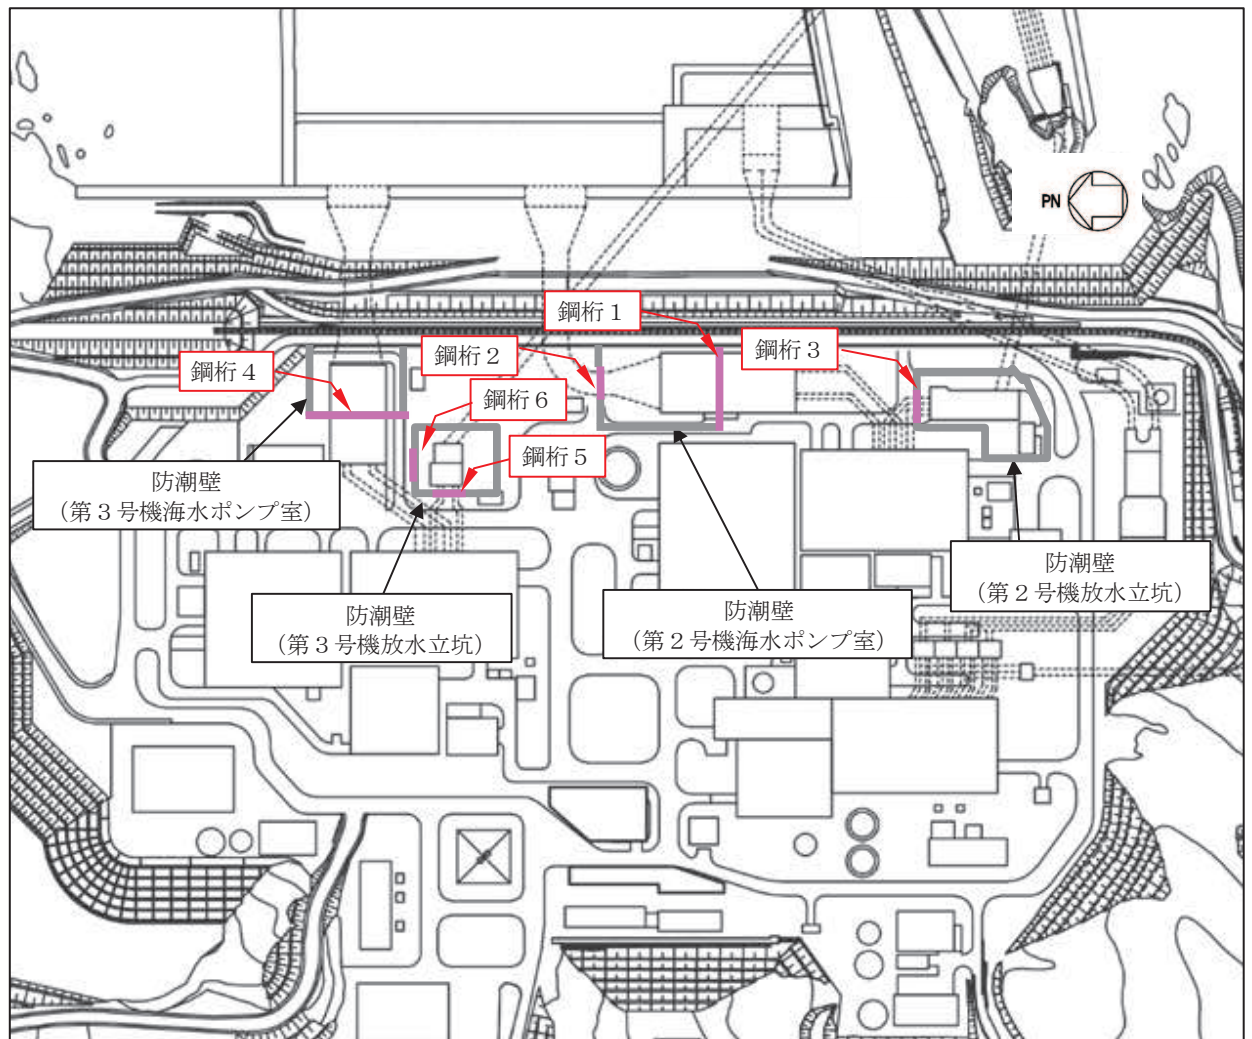 PN
鋼桁１
鋼桁２
鋼桁３
鋼桁４
鋼桁６
鋼桁５
防潮壁
（第３号機海水ポンプ室）
防潮壁
（第２号機放水立坑）
防潮壁
（第３号機放水立坑）
防潮壁
（第２号機海水ポンプ室）